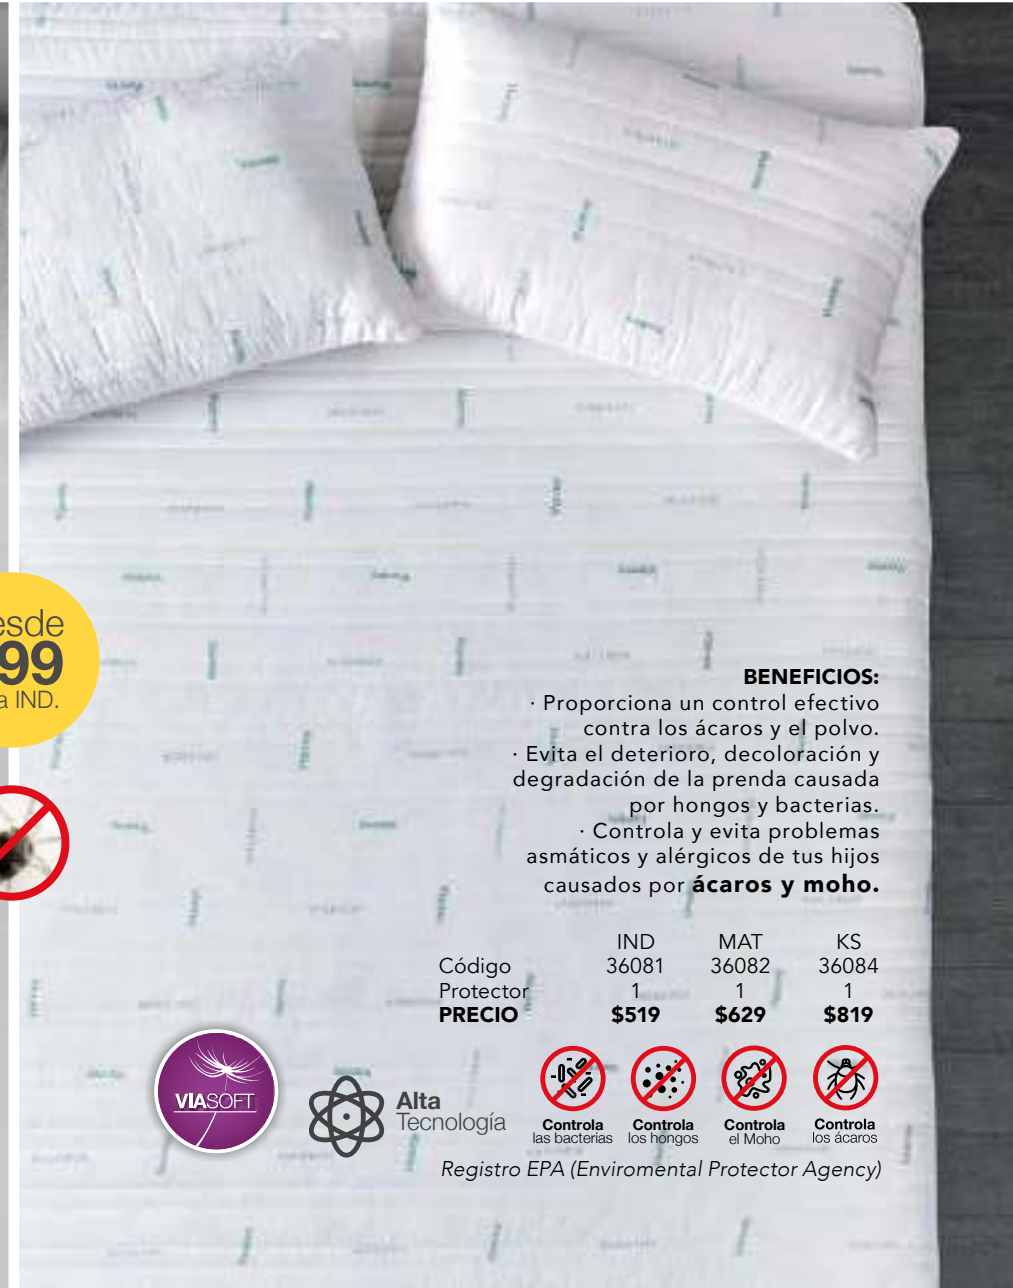 esde
99
a IND.
BENEFICIOS:
· Proporciona un control efectivo
contra los ácaros y el polvo.
· Evita el deterioro, decoloración y
degradación de la prenda causada
por hongos y bacterias.
· Controla y evita problemas
asmáticos y alérgicos de tus hijos
causados por ácaros y moho.
IND MAT KS
Código 36081 36082 36084
Protector 1 1 1
PRECIO $519 $629 $819
VIASOFT
Alta
Tecnología
Controla
las bacterias
Controla
los hongos
Controla
el Moho
Controla
los ácaros
Registro EPA (Enviromental Protector Agency)